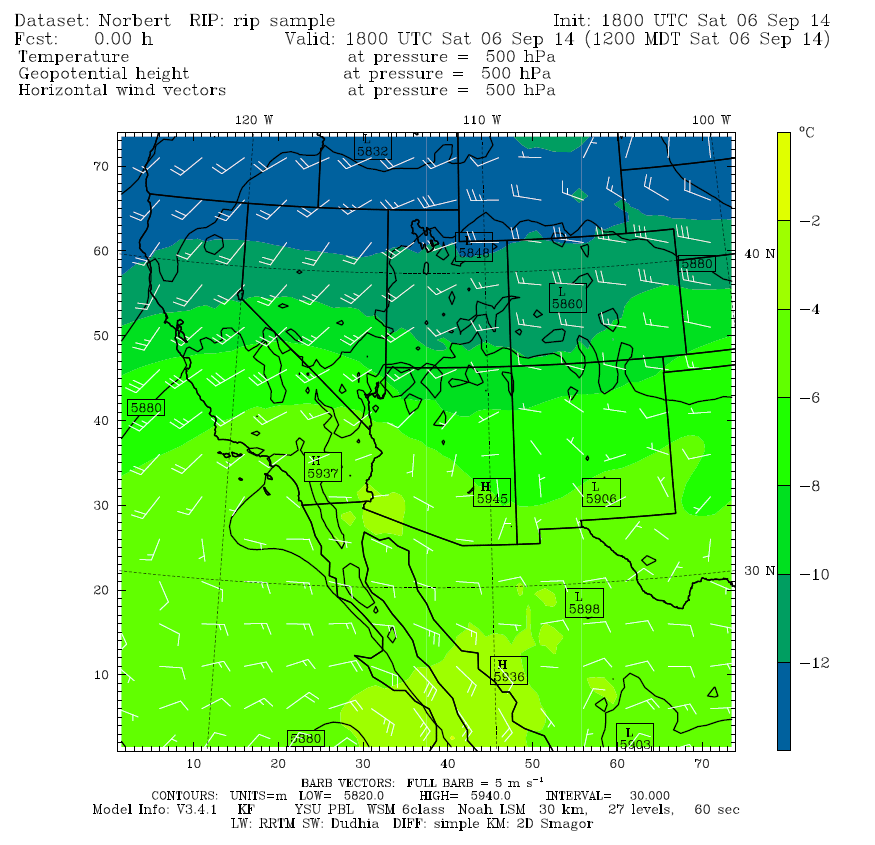 Dataset: Norbert RIP: rip sample Init: 1800 UTC Sat 06 Sep 14
Fcst: 0.00 h Valid: 1800 UTC Sat 06 Sep 14 (1200 MDT Sat 06 Sep 14)
Temperature at pressure = 500 hPa
Geopotential height at pressure = 500 hPa
Horizontal wind vectors at pressure = 500 hPa
120 W 110 W 100 W
°C
L
5832
70
-2
60
5848
40 N
5880
L
5860
-4
50
5880
-6
40
H
5937
H
5945
L
5906
-8
30
30 N
-10
20
L
5898
-12
H
5936
10
5880
L
5903
10 20 30 40 50 60 70
BARB VECTORS: FULL BARB = 5 m s⁻¹
CONTOURS: UNITS=m LOW= 5820.0 HIGH= 5940.0 INTERVAL= 30.000
Model Info: V3.4.1 KF YSU PBL WSM 6class Noah LSM 30 km, 27 levels, 60 sec
LW: RRTM SW: Dudhia DIFF: simple KM: 2D Smagor